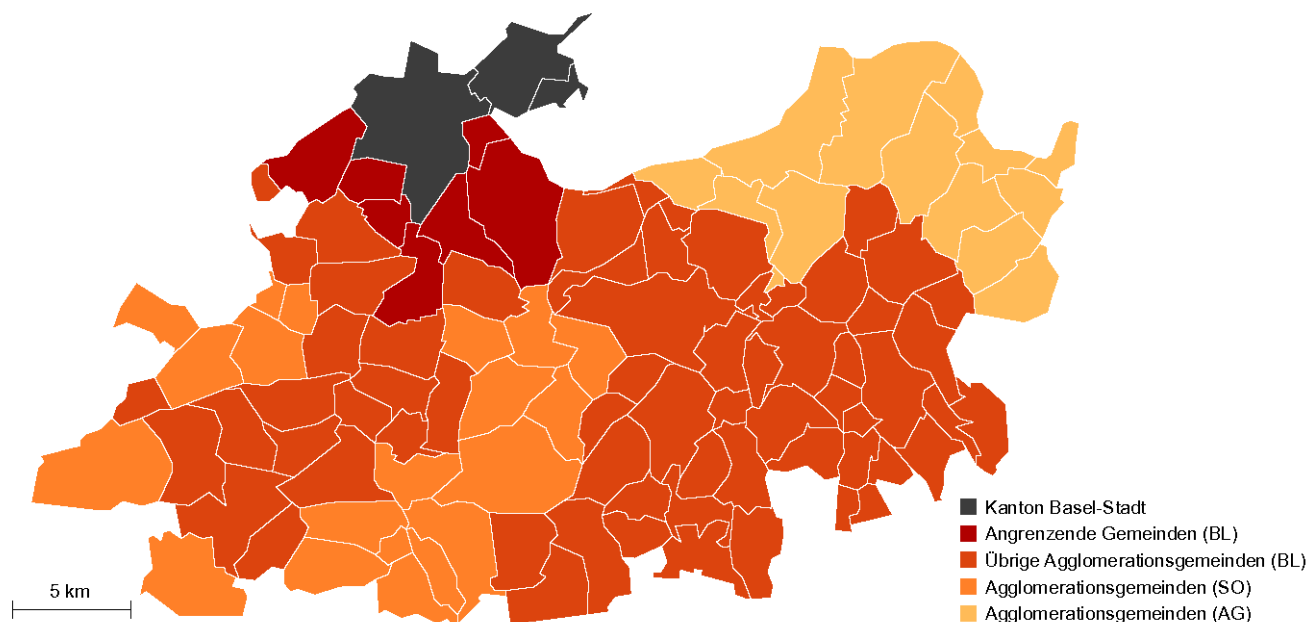 Kanton Basel-Stadt
Angrenzende Gemeinden (BL)
Übrige Agglomerationsgemeinden (BL)
Agglomerationsgemeinden (SO)
Agglomerationsgemeinden (AG)
5 km